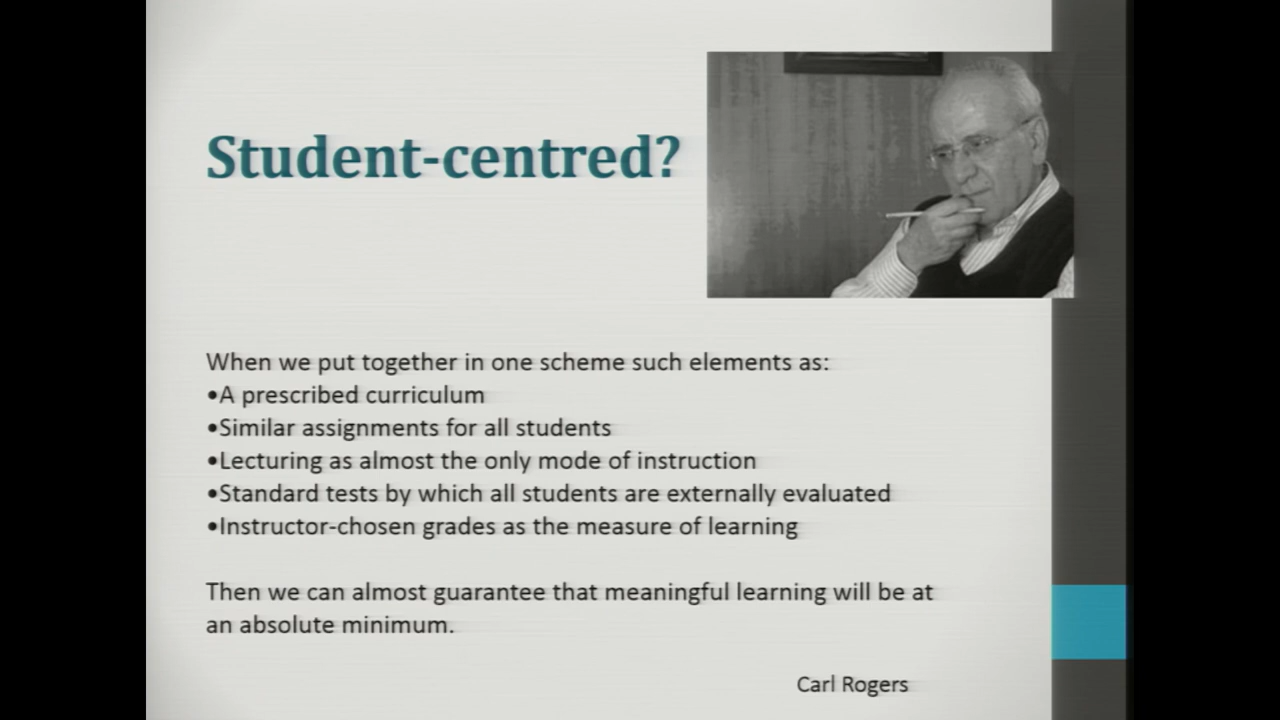 Student-centred?
When we put together in one scheme such elements as:
•A prescribed curriculum
•Similar assignments for all students
•Lecturing as almost the only mode of instruction
•Standard tests by which all students are externally evaluated
•Instructor-chosen grades as the measure of learning
Then we can almost guarantee that meaningful learning will be at
an absolute minimum.
Carl Rogers